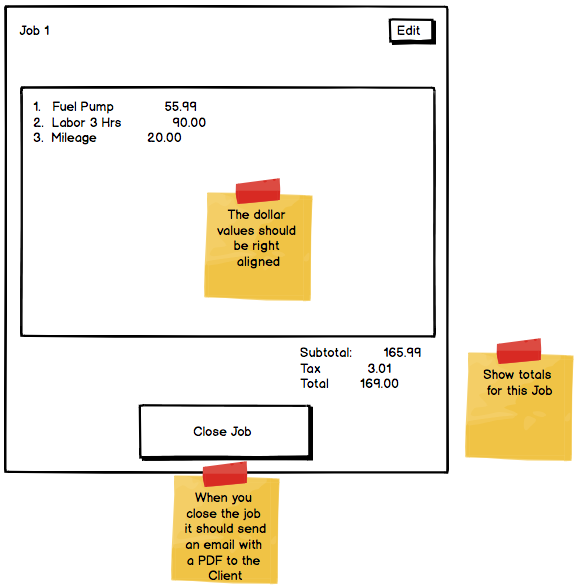 Job 1
Edit
1. Fuel Pump 55.99
2. Labor 3 Hrs 90.00
3. Mileage 20.00
The dollar
values should
be right
aligned
Subtotal: 165.99
Tax 3.01
Total 169.00
Show totals
for this Job
Close Job
When you
close the job
it should send
an email with
a PDF to the
Client